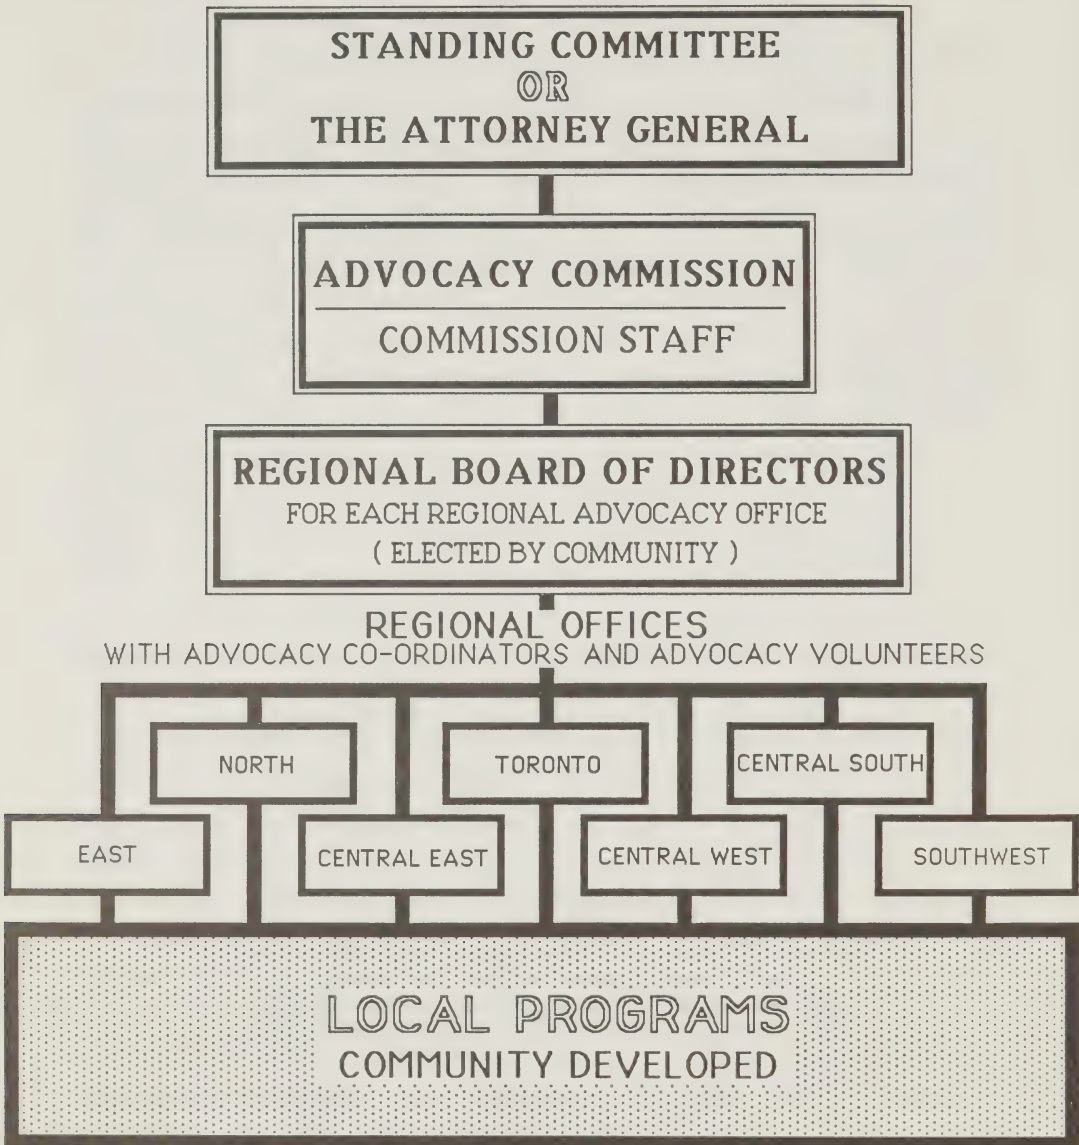 STANDING COMMITTEE
OR
THE ATTORNEY GENERAL
ADVOCACY COMMISSION
COMMISSION STAFF
REGIONAL BOARD OF DIRECTORS
FOR EACH REGIONAL ADVOCACY OFFICE
( ELECTED BY COMMUNITY )
REGIONAL OFFICES
WITH ADVOCACY CO-ORDINATORS AND ADVOCACY VOLUNTEERS
NORTH
TORONTO
CENTRAL SOUTH
EAST
CENTRAL EAST
CENTRAL WEST
SOUTHWEST
LOCAL PROGRAMS
COMMUNITY DEVELOPED